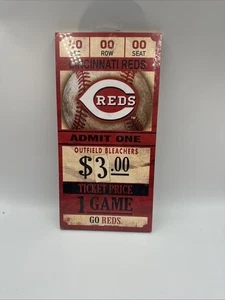 00 00
ROW SEAT
CINCINNATI REDS
REDS
ADMIT ONE
OUTFIELD BLEACHERS
$3.00
TICKET PRICE
1 GAME
GO REDS.